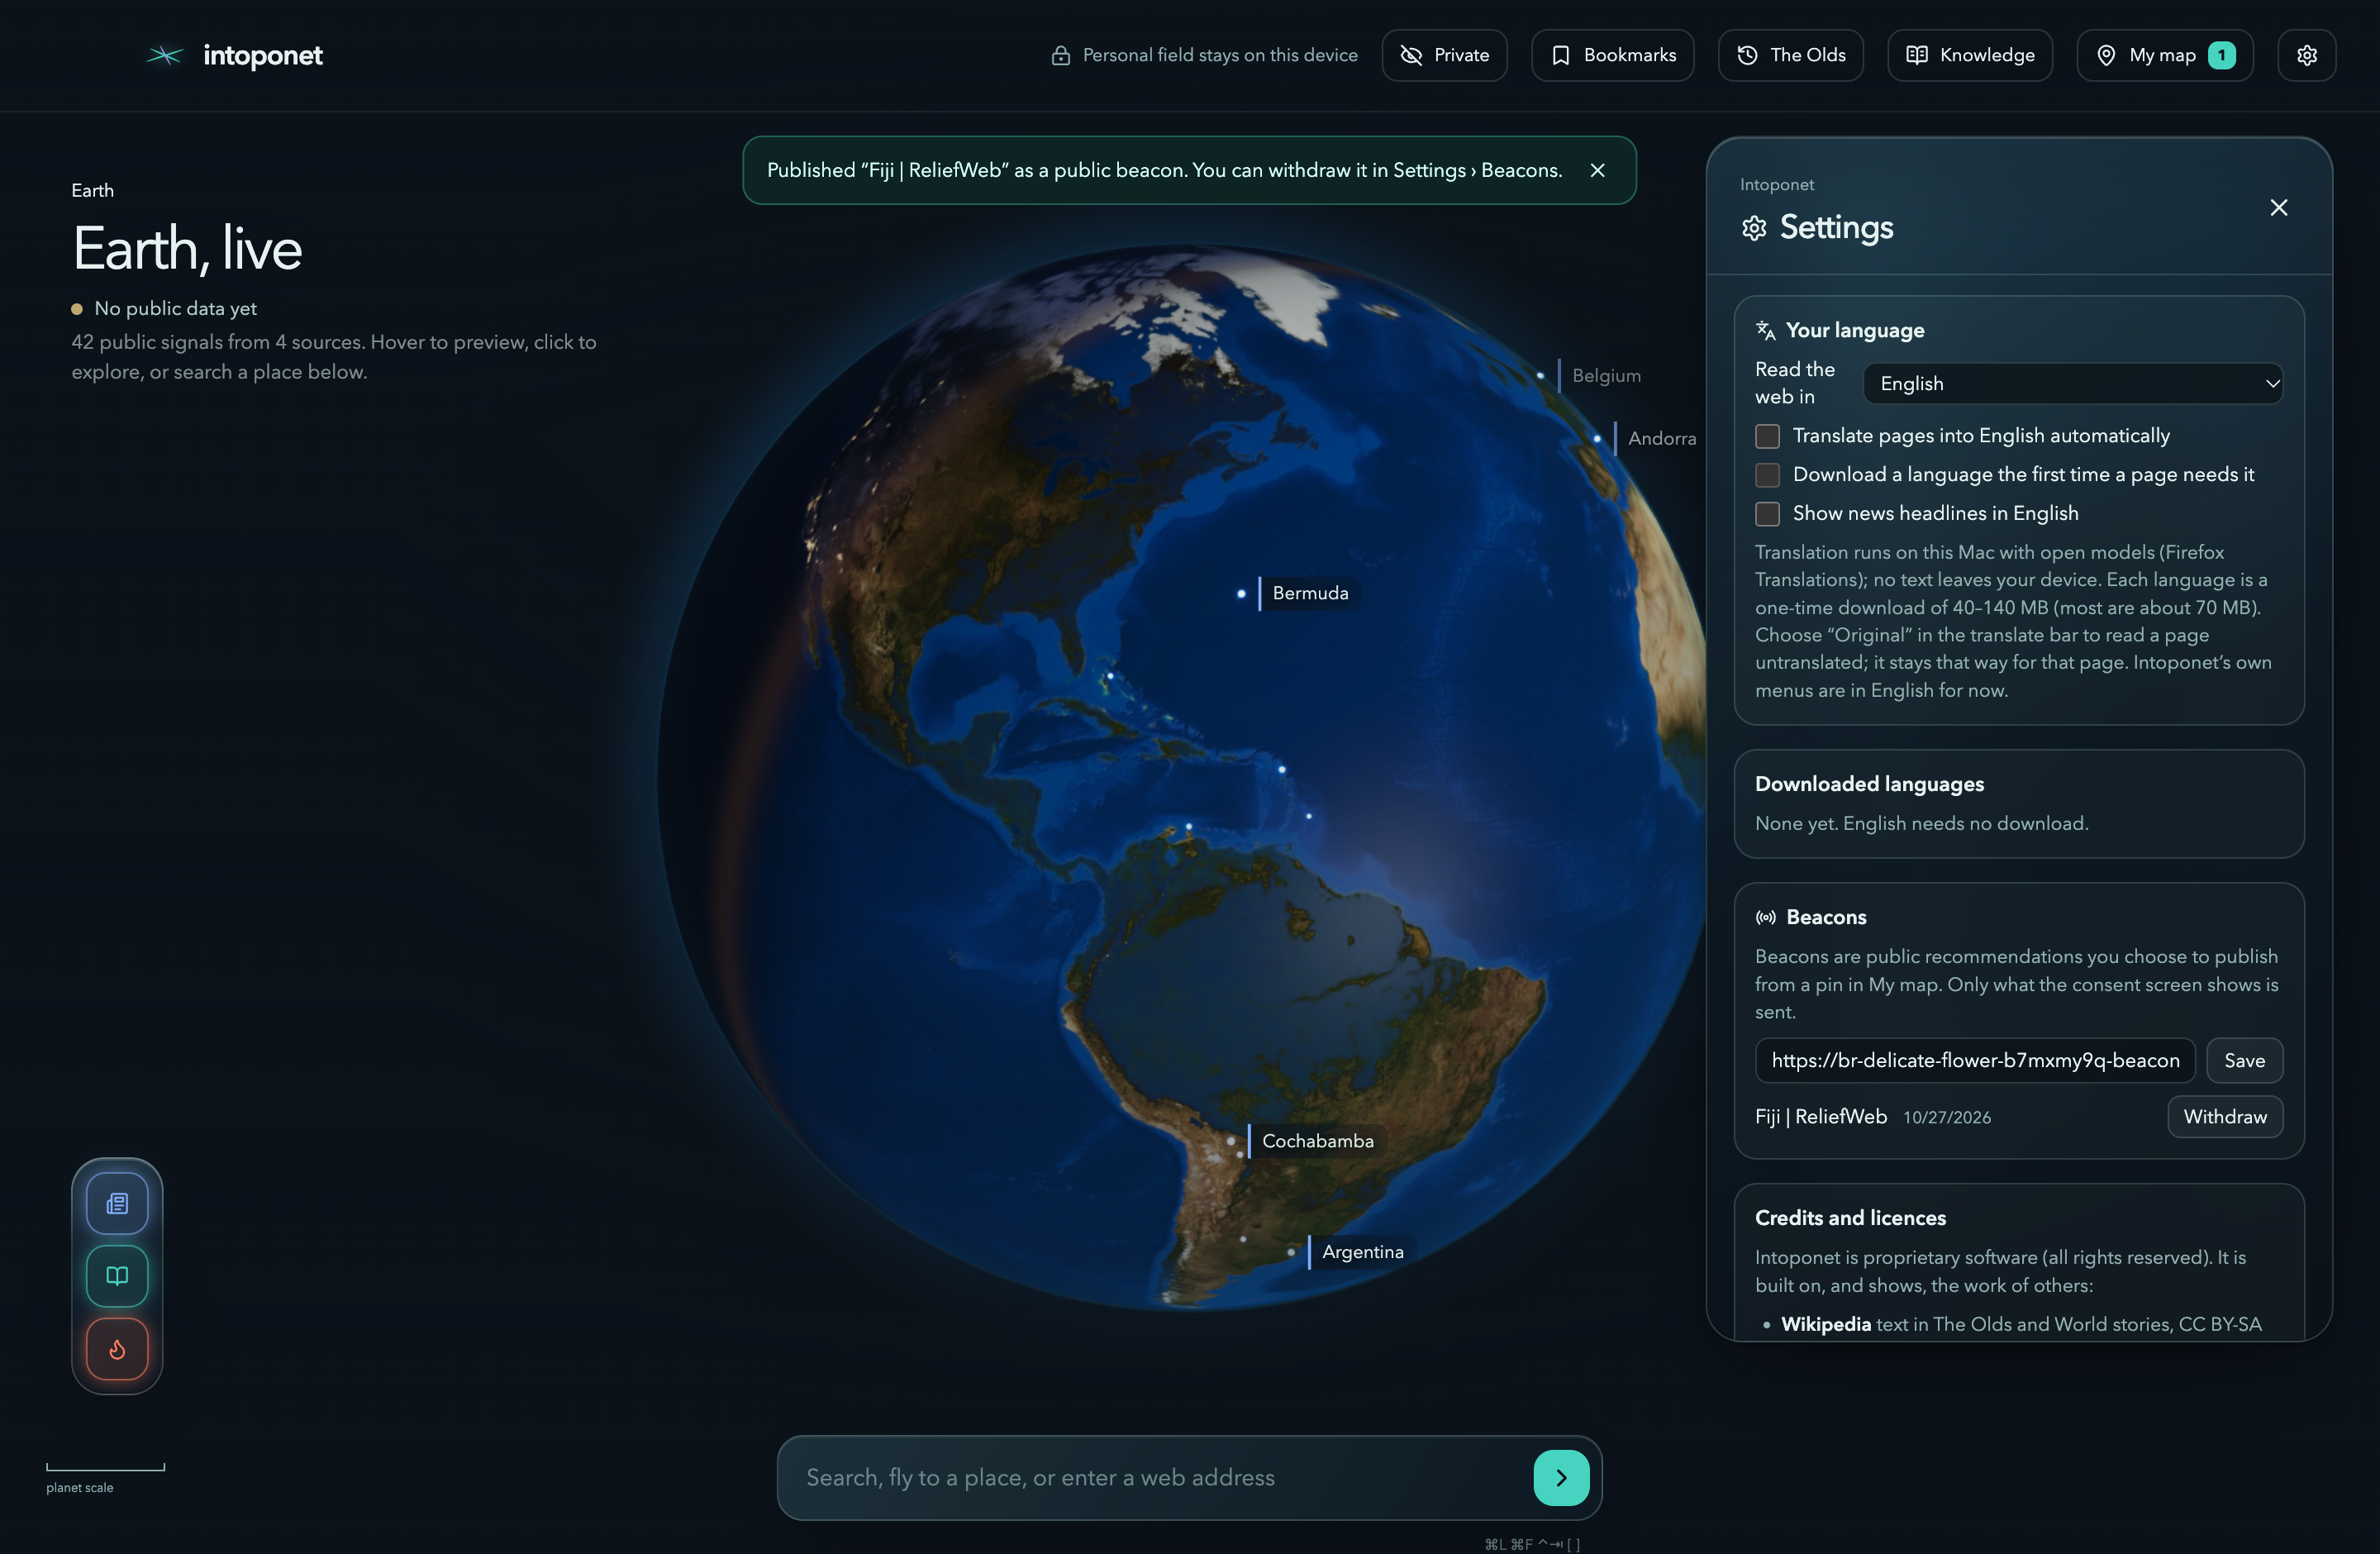 intoponet
Personal field stays on this device
Private
Bookmarks
The Olds
Knowledge
My map 1
Published “Fiji | ReliefWeb” as a public beacon. You can withdraw it in Settings › Beacons.
Earth
Earth, live
No public data yet
42 public signals from 4 sources. Hover to preview, click to
explore, or search a place below.
Belgium
Andorra
Bermuda
Cochabamba
Argentina
Intoponet
Settings
Your language
Read the
web in
English
Translate pages into English automatically
Download a language the first time a page needs it
Show news headlines in English
Translation runs on this Mac with open models (Firefox
Translations); no text leaves your device. Each language is a
one-time download of 40–140 MB (most are about 70 MB).
Choose “Original” in the translate bar to read a page
untranslated; it stays that way for that page. Intoponet’s own
menus are in English for now.
Downloaded languages
None yet. English needs no download.
Beacons
Beacons are public recommendations you choose to publish
from a pin in My map. Only what the consent screen shows is
sent.
https://br-delicate-flower-b7mxmy9q-beacon
Save
Fiji | ReliefWeb 10/27/2026
Withdraw
Credits and licences
Intoponet is proprietary software (all rights reserved). It is
built on, and shows, the work of others:
• Wikipedia text in The Olds and World stories, CC BY-SA
planet scale
Search, fly to a place, or enter a web address
⌘L ⌘F ^⇥ [ ]